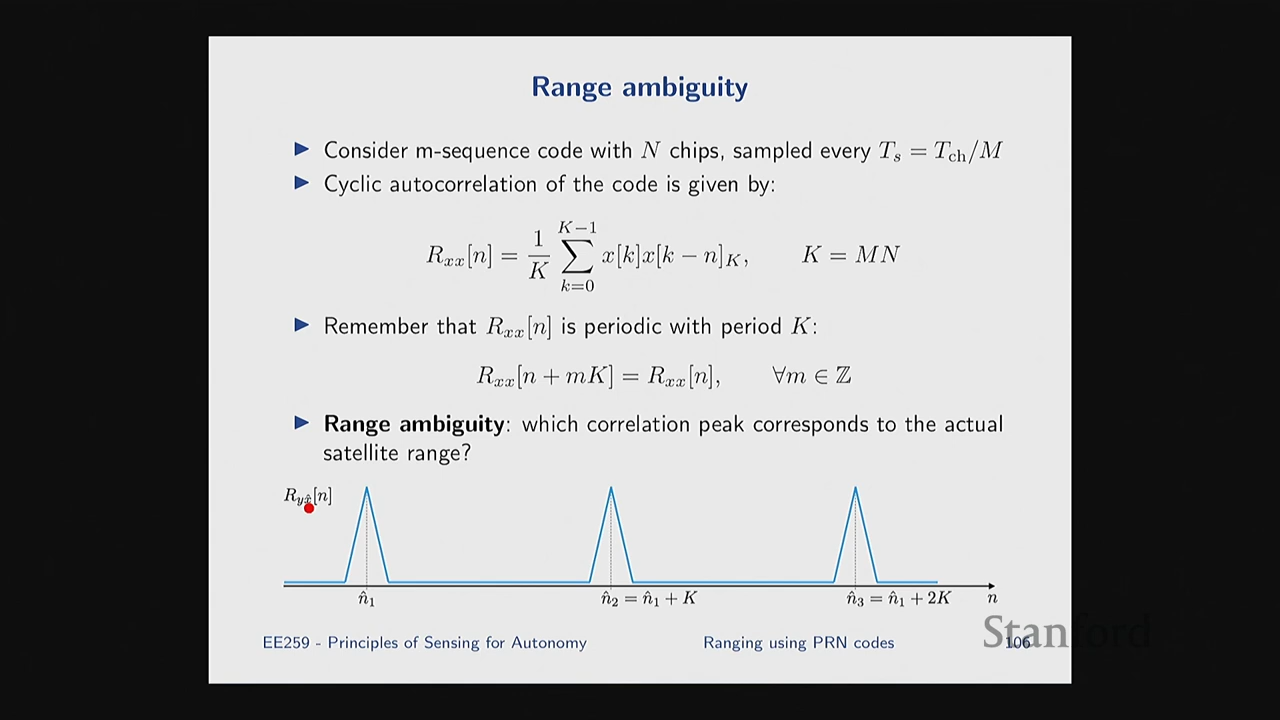 Range ambiguity
Consider m-sequence code with N chips, sampled every T_s = T_ch/M
Cyclic autocorrelation of the code is given by:
R_xx[n] = 1/K ∑_{k=0}^{K−1} x[k]x[k − n]_K, K = MN
Remember that R_xx[n] is periodic with period K:
R_xx[n + mK] = R_xx[n], ∀m ∈ ℤ
Range ambiguity: which correlation peak corresponds to the actual
satellite range?
R_yx̂[n]
n̂_1 n̂_2 = n̂_1 + K n̂_3 = n̂_1 + 2K n
EE259 - Principles of Sensing for Autonomy Ranging using PRN codes 106
Stanford